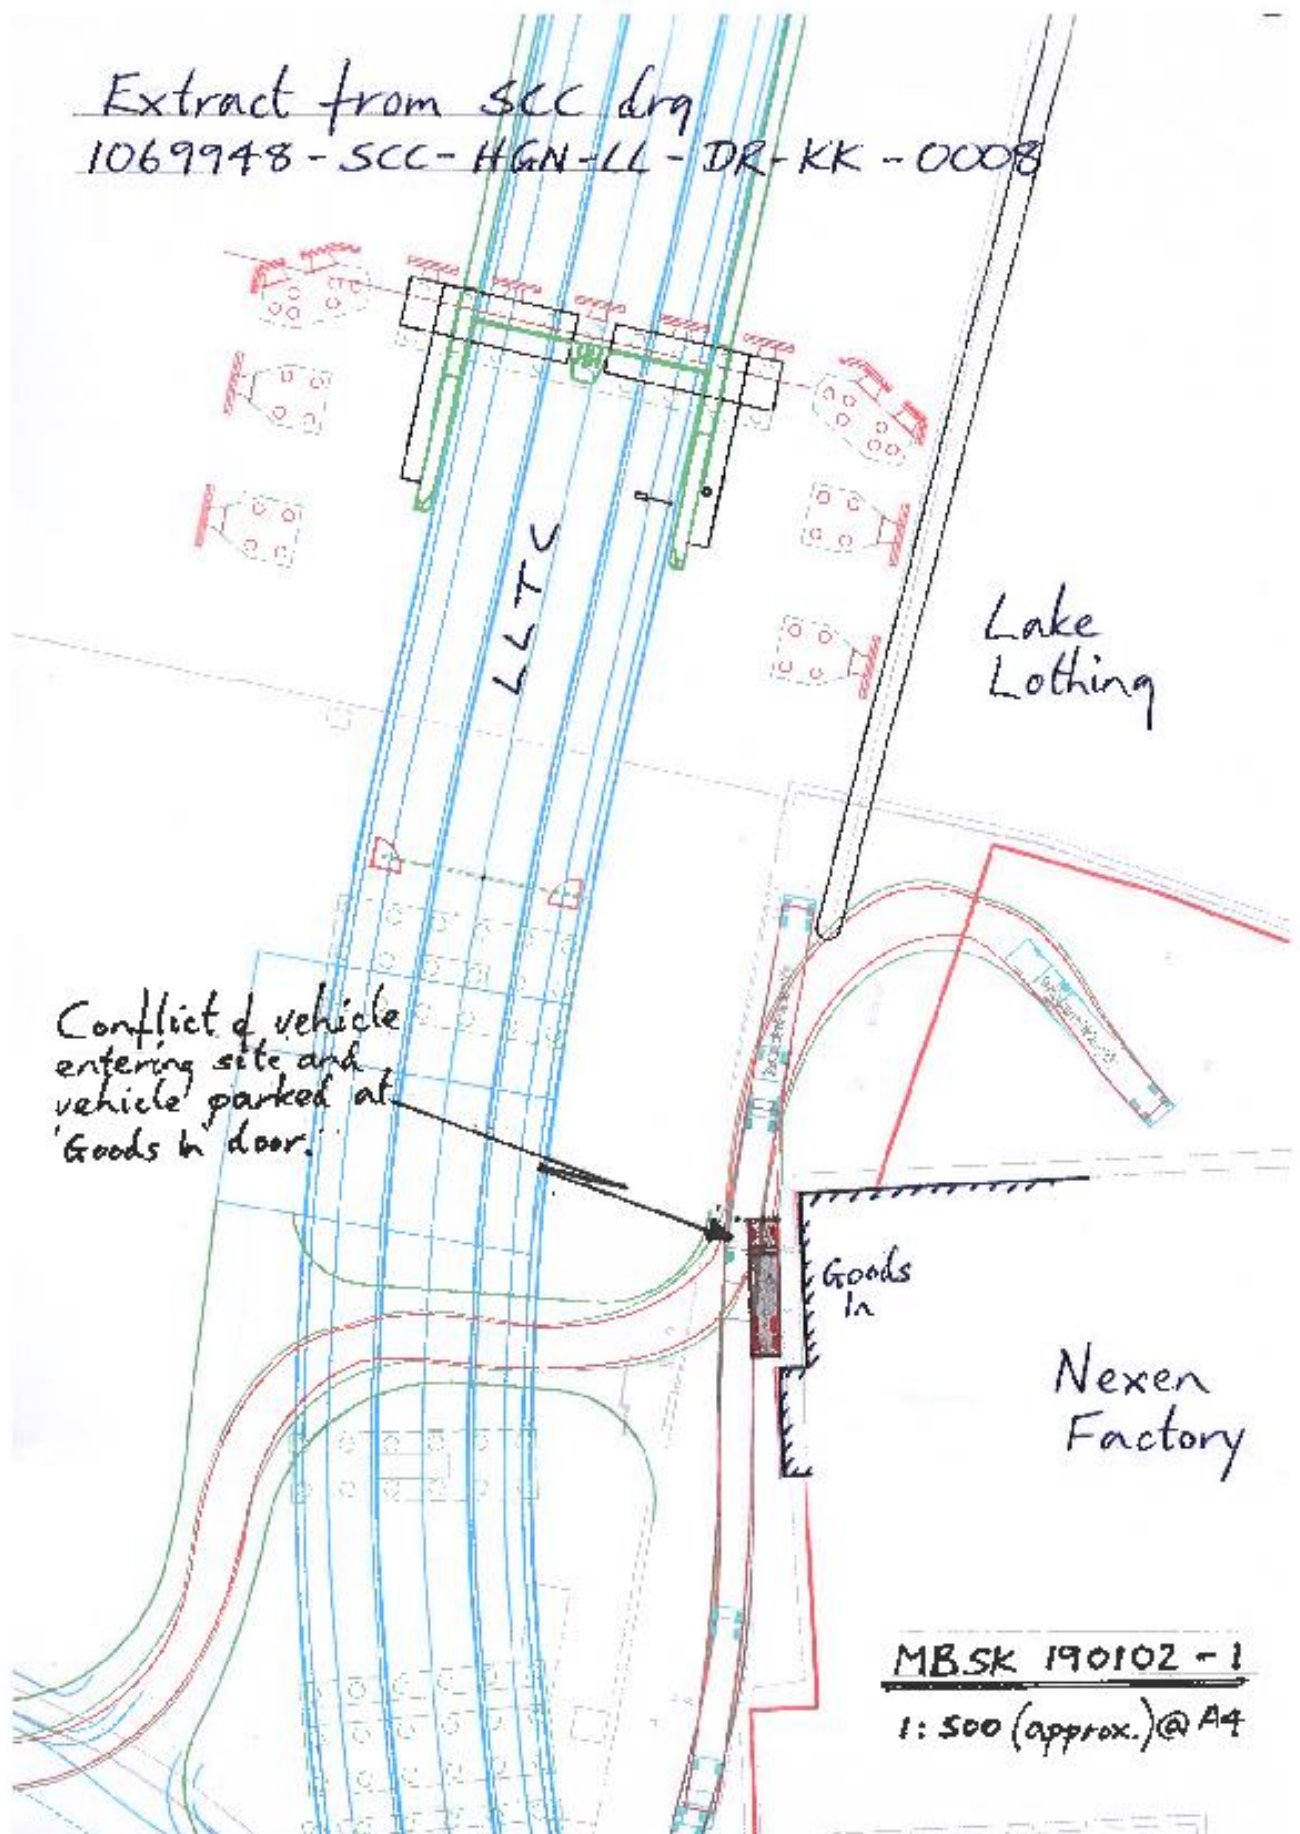 Extract from SCC drg
1069948-SCC-HGN-LL-DR-KK-0008
LLTC
Lake
Lothing
Conflict of vehicle
entering site and
vehicle parked at
'Goods In' door.
Goods
In
Nexen
Factory
MBSK 190102-1
1:500 (approx.) @ A4